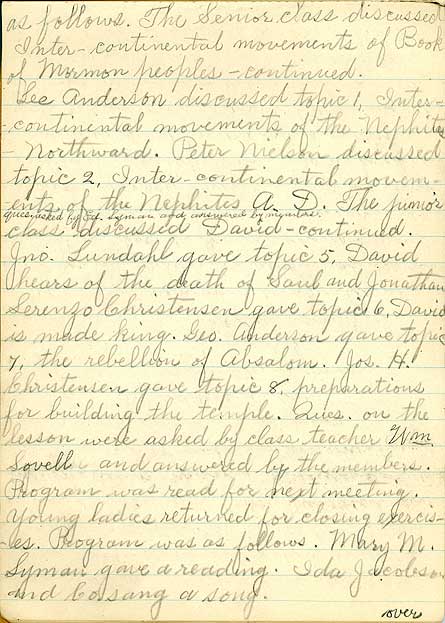 as follows. The Senior class discussed
Inter-continental movements of Book
of Mormon peoples - continued.
Geo Anderson discussed topic 1, Inter-
continental movements of the Nephites
- Northward. Peter Nielson discussed
topic 2, Inter-continental movem-
ents of the Nephites A. D. The junior
ques. asked by Ed. Lyman and answered by members.
class discussed David - continued.
Jno. Lundahl gave topic 5, David
hears of the death of Saul and Jonathan
Serenzo Christensen gave topic 6, David
is made king. Geo. Anderson gave topic
7, the rebellion of Absalom. Jos. H.
Christensen gave topic 8, preparations
for building the temple. Ques. on the
lesson were asked by class teacher Wm
Lovell and answered by the members.
Program was read for next meeting.
Young ladies returned for closing exercis-
es. Program was as follows. Mary M.
Lyman gave a reading. Ida Jacobson
and Co sang a song.
over